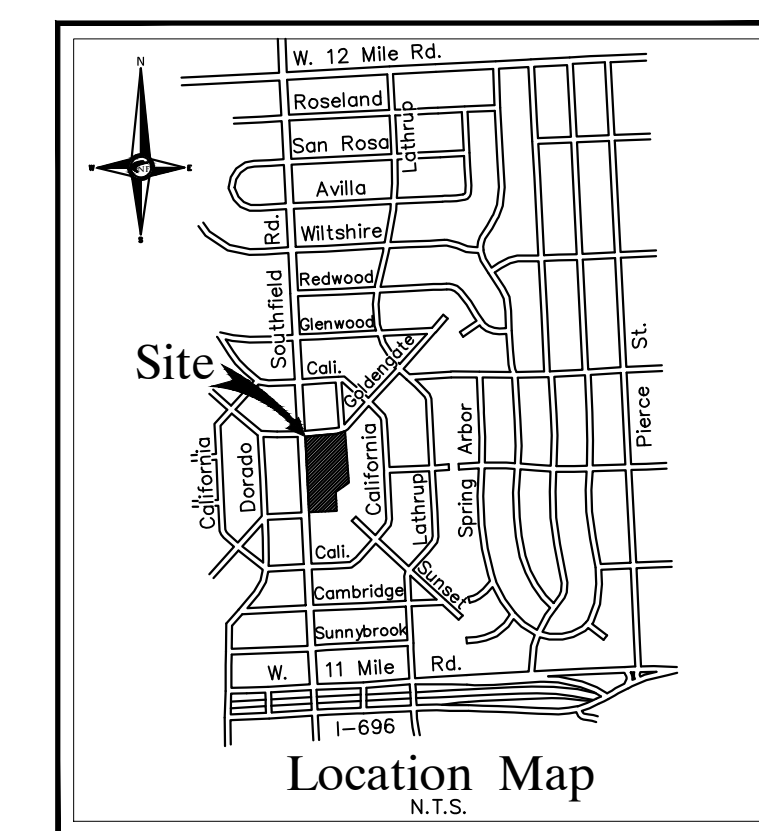 W. 12 Mile Rd.
N
Roseland
Lathrup
San Rosa
W
E
Avilla
S
Southfield Rd.
Wiltshire
Redwood
Glenwood
St.
Site
Cali.
Goldengate
Pierce
"California"
Dorado
California
Spring Arbor
Lathrup
Cali.
Sunset
Cambridge
Sunnybrook
W. 11 Mile Rd.
I-696
Location Map
N.T.S.